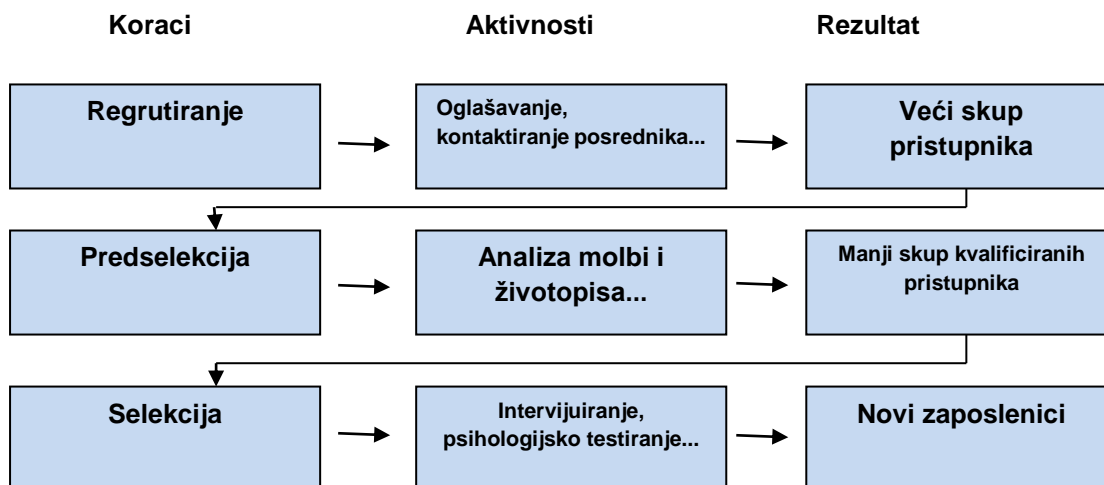 Koraci Aktivnosti Rezultat
Regrutiranje
Oglašavanje,
kontaktiranje posrednika...
Veći skup
pristupnika
Predselekcija
Analiza molbi i
životopisa...
Manji skup kvalificiranih
pristupnika
Selekcija
Intervijuiranje,
psihologijsko testiranje...
Novi zaposlenici